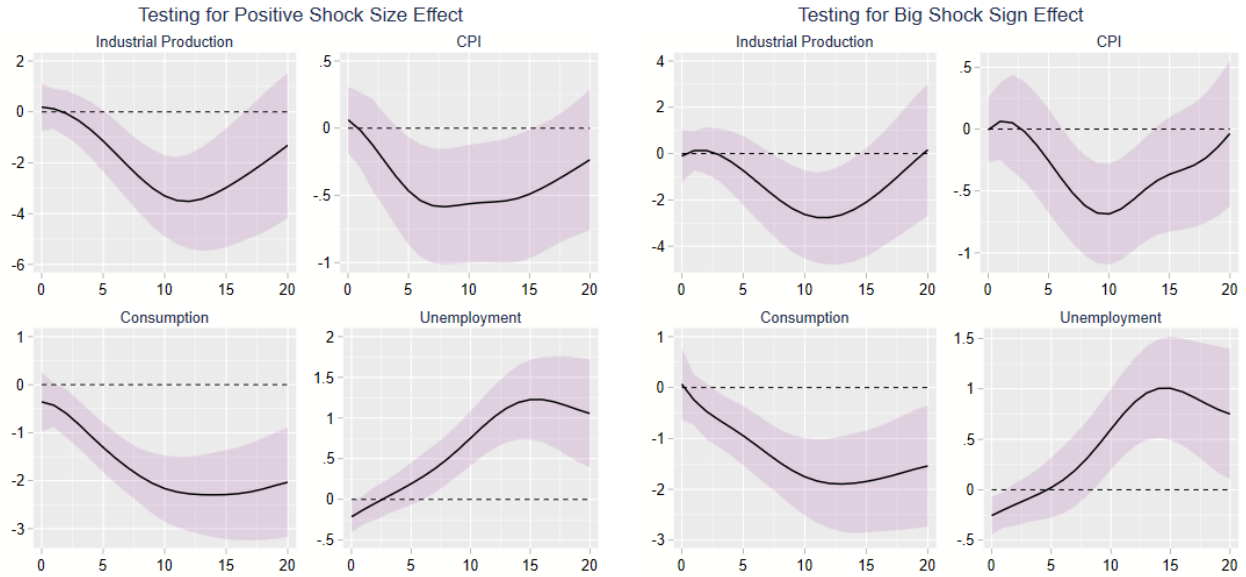 Testing for Positive Shock Size Effect
Industrial Production
2
0
-2
-4
-6
0 5 10 15 20
CPI
.5
0
-.5
-1
0 5 10 15 20
Consumption
1
0
-1
-2
-3
0 5 10 15 20
Unemployment
2
1.5
1
.5
0
-.5
0 5 10 15 20
Testing for Big Shock Sign Effect
Industrial Production
4
2
0
-2
-4
0 5 10 15 20
CPI
.5
0
-.5
-1
0 5 10 15 20
Consumption
1
0
-1
-2
-3
0 5 10 15 20
Unemployment
1.5
1
.5
0
-.5
0 5 10 15 20